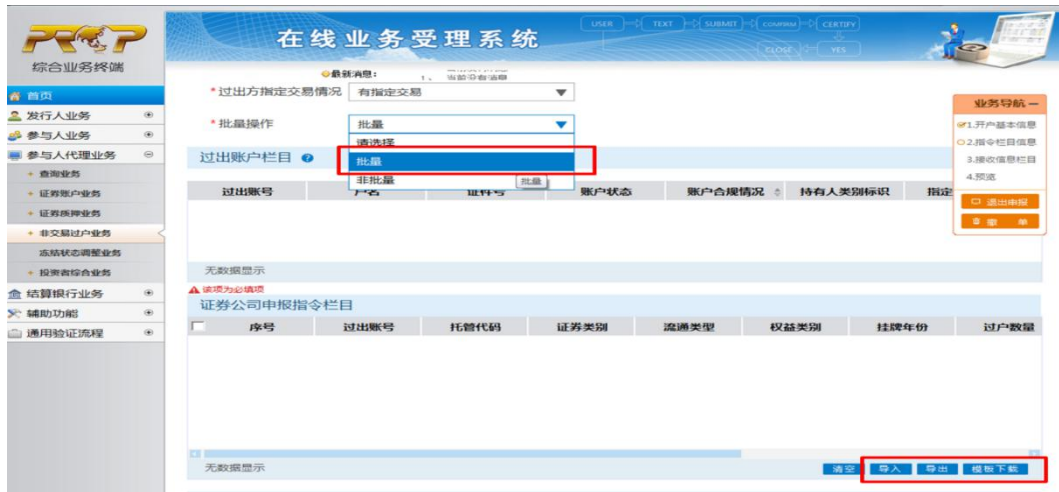 PROP
综合业务终端
在线业务受理系统
USER TEXT SUBMIT CONFIRM CERTIFY
CLOSE YES
首页
发行人业务
参与人业务
参与人代理业务
查询业务
证券账户业务
证券质押业务
非交易过户业务
冻结状态调整业务
投资者综合业务
结算银行业务
辅助功能
通用验证流程
最新消息:
1、 当前没有消息
*过出方指定交易情况 有指定交易
*批量操作 批量
请选择
批量
非批量
批量
过出账户栏目
过出账号 户名 证件号 账户状态 账户合规情况 持有人类别标识 指定
无数据显示
该项为必填项
证券公司申报指令栏目
序号 过出账号 托管代码 证券类别 流通类型 权益类别 挂牌年份 过户数量
无数据显示
清空 导入 导出 模板下载
业务导航
1.开户基本信息
2.指令栏目信息
3.接收信息栏目
4.预览
退出申报
单